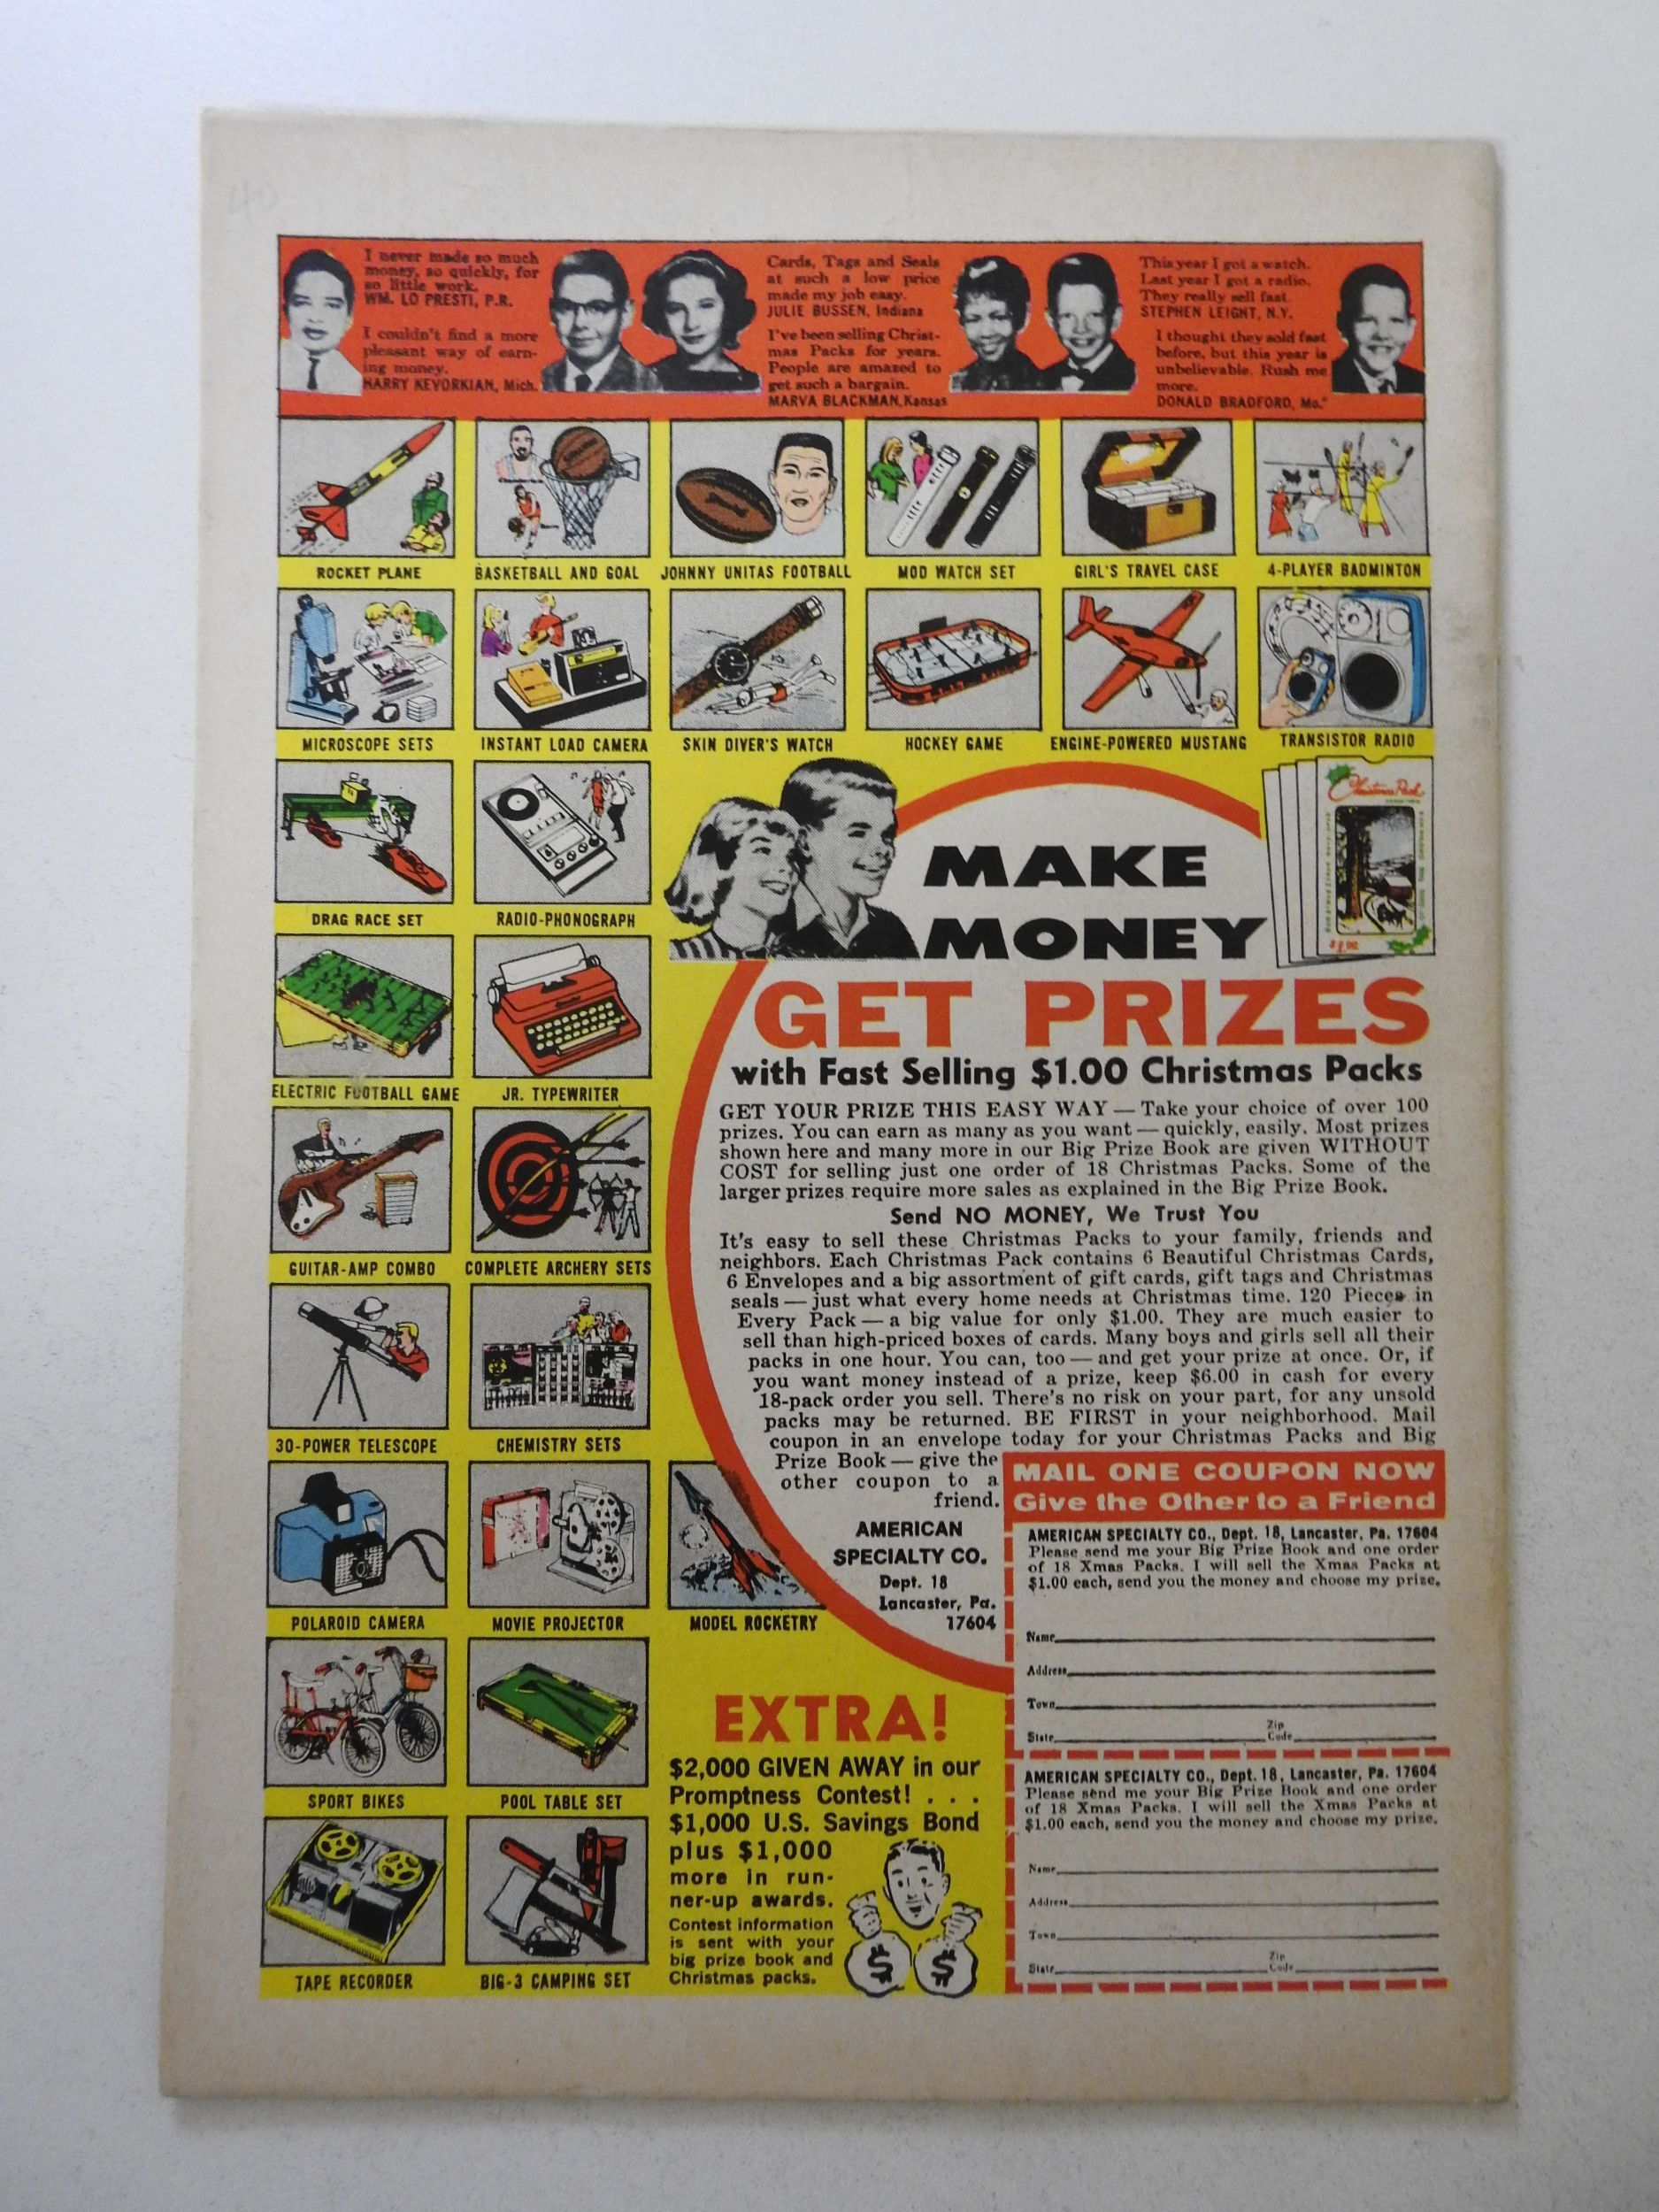 I never made so much
money, so quickly, for
so little work.
WM. LO PRESTI, P.R.
I couldn't find a more
pleasant way of earn-
ing money.
HARRY KEVORKIAN, Mich.
Cards, Tags and Seals
at such a low price
made my job easy.
JULIE BUSSEN, Indiana
I've been selling Christ-
mas Packs for years.
People are amazed to
get such a bargain.
MARVA BLACKMAN, Kansas
This year I got a watch.
Last year I got a radio.
They really sell fast.
STEPHEN LEIGHT, N.Y.
I thought they sold fast
before, but this year is
unbelievable. Rush me
more.
DONALD BRADFORD, Mo."
ROCKET PLANE
BASKETBALL AND GOAL
JOHNNY UNITAS FOOTBALL
MOD WATCH SET
GIRL'S TRAVEL CASE
4-PLAYER BADMINTON
MICROSCOPE SETS
INSTANT LOAD CAMERA
SKIN DIVER'S WATCH
HOCKEY GAME
ENGINE-POWERED MUSTANG
TRANSISTOR RADIO
DRAG RACE SET
RADIO-PHONOGRAPH
ELECTRIC FOOTBALL GAME
JR. TYPEWRITER
GUITAR-AMP COMBO
COMPLETE ARCHERY SETS
30-POWER TELESCOPE
CHEMISTRY SETS
POLAROID CAMERA
MOVIE PROJECTOR
MODEL ROCKETRY
SPORT BIKES
POOL TABLE SET
TAPE RECORDER
BIG-3 CAMPING SET
Christmas Pack
$1.00
MAKE
MONEY
GET PRIZES
with Fast Selling $1.00 Christmas Packs
GET YOUR PRIZE THIS EASY WAY — Take your choice of over 100
prizes. You can earn as many as you want — quickly, easily. Most prizes
shown here and many more in our Big Prize Book are given WITHOUT
COST for selling just one order of 18 Christmas Packs. Some of the
larger prizes require more sales as explained in the Big Prize Book.
Send NO MONEY, We Trust You
It's easy to sell these Christmas Packs to your family, friends and
neighbors. Each Christmas Pack contains 6 Beautiful Christmas Cards,
6 Envelopes and a big assortment of gift cards, gift tags and Christmas
seals — just what every home needs at Christmas time. 120 Pieces in
Every Pack — a big value for only $1.00. They are much easier to
sell than high-priced boxes of cards. Many boys and girls sell all their
packs in one hour. You can, too — and get your prize at once. Or, if
you want money instead of a prize, keep $6.00 in cash for every
18-pack order you sell. There's no risk on your part, for any unsold
packs may be returned. BE FIRST in your neighborhood. Mail
coupon in an envelope today for your Christmas Packs and Big
Prize Book — give the
other coupon to a
friend.
AMERICAN
SPECIALTY CO.
Dept. 18
Lancaster, Pa.
17604
MAIL ONE COUPON NOW
Give the Other to a Friend
AMERICAN SPECIALTY CO., Dept. 18, Lancaster, Pa. 17604
Please send me your Big Prize Book and one order
of 18 Xmas Packs. I will sell the Xmas Packs at
$1.00 each, send you the money and choose my prize.
Name
Address
Town
State Zip Code
AMERICAN SPECIALTY CO., Dept. 18, Lancaster, Pa. 17604
Please send me your Big Prize Book and one order
of 18 Xmas Packs. I will sell the Xmas Packs at
$1.00 each, send you the money and choose my prize.
Name
Address
Town
State Zip Code
EXTRA!
$2,000 GIVEN AWAY in our
Promptness Contest! . . .
$1,000 U.S. Savings Bond
plus $1,000
more in run-
ner-up awards.
Contest information
is sent with your
big prize book and
Christmas packs.
$ $